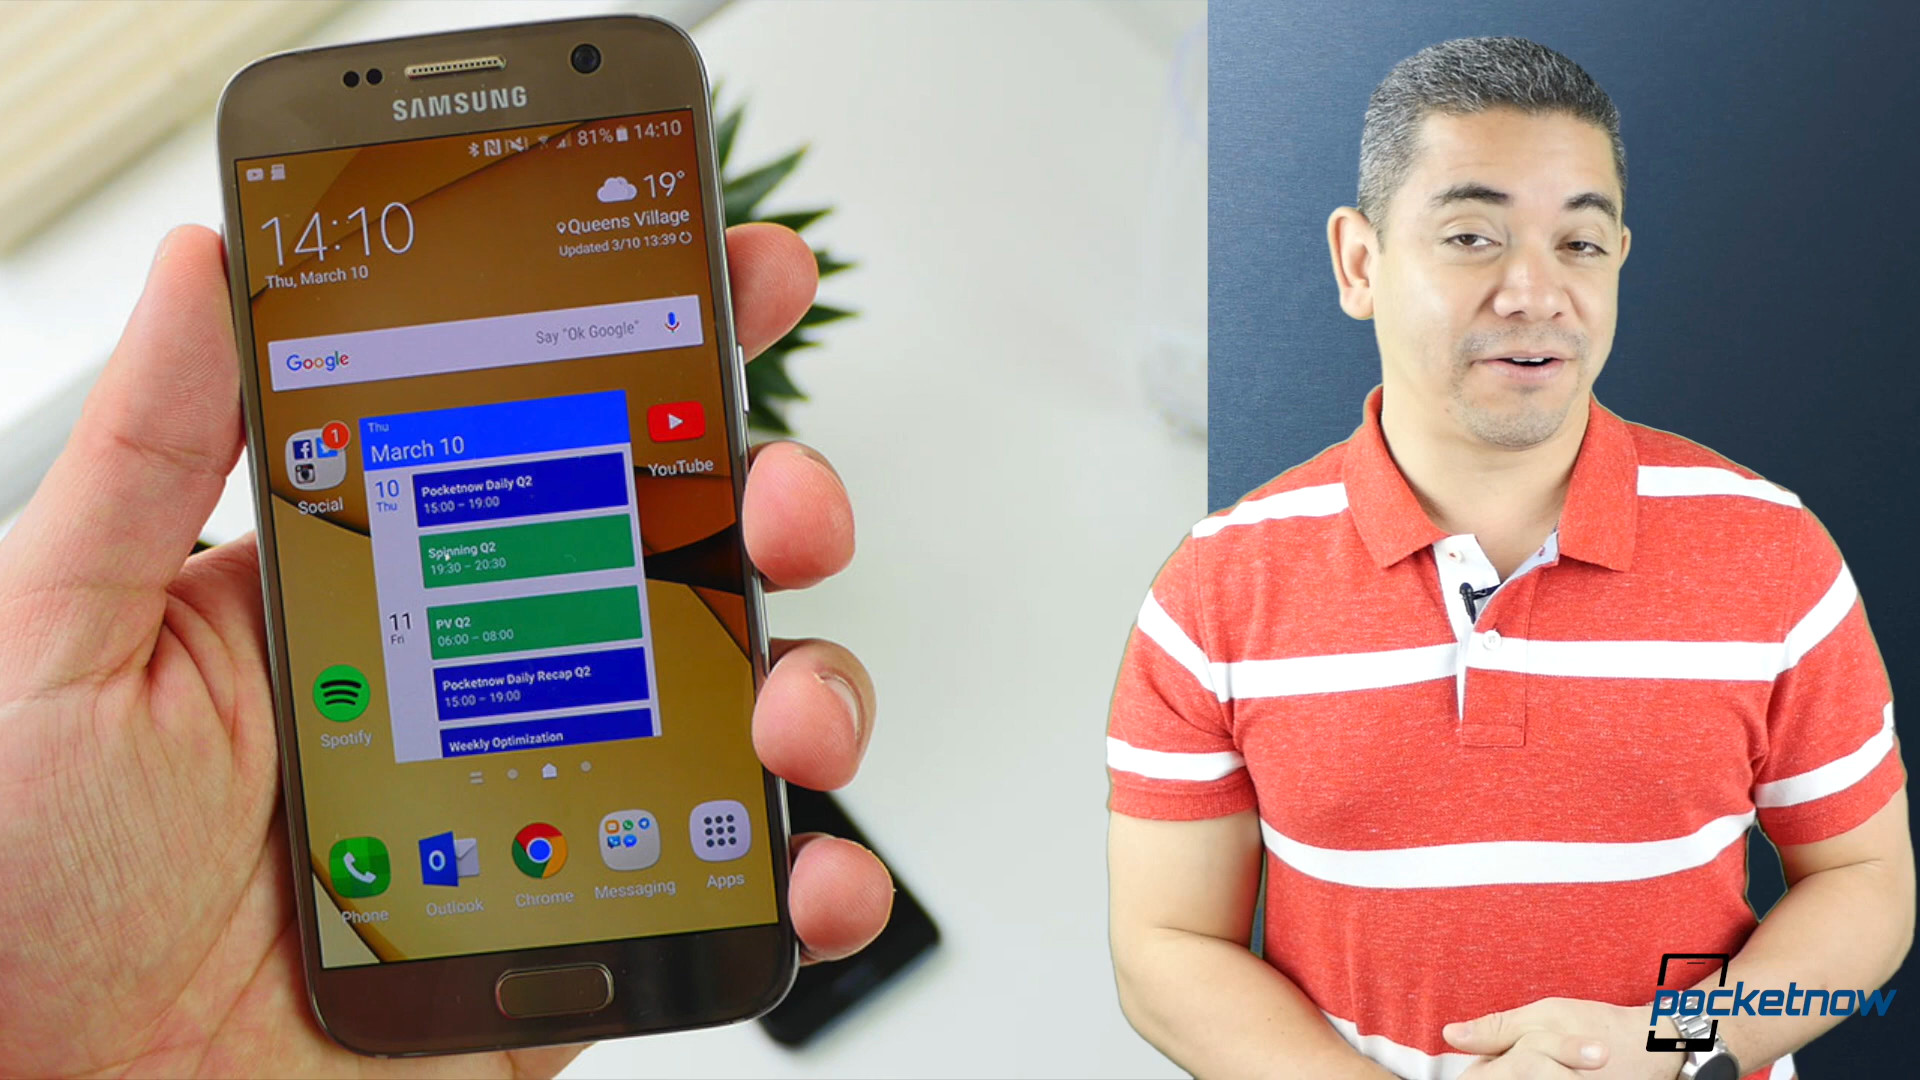 SAMSUNG
81% 14:10
14:10
Thu, March 10
19°
Queens Village
Updated 3/10 13:39
Google
Say "Ok Google"
1
Social
Thu
March 10
YouTube
10
Thu
Pocketnow Daily Q2
15:00 – 19:00
Spinning Q2
19:30 – 20:30
11
Fri
PV Q2
06:00 – 08:00
Pocketnow Daily Recap Q2
15:00 – 19:00
Weekly Optimization
Spotify
Phone
Outlook
Chrome
Messaging
Apps
pocketnow